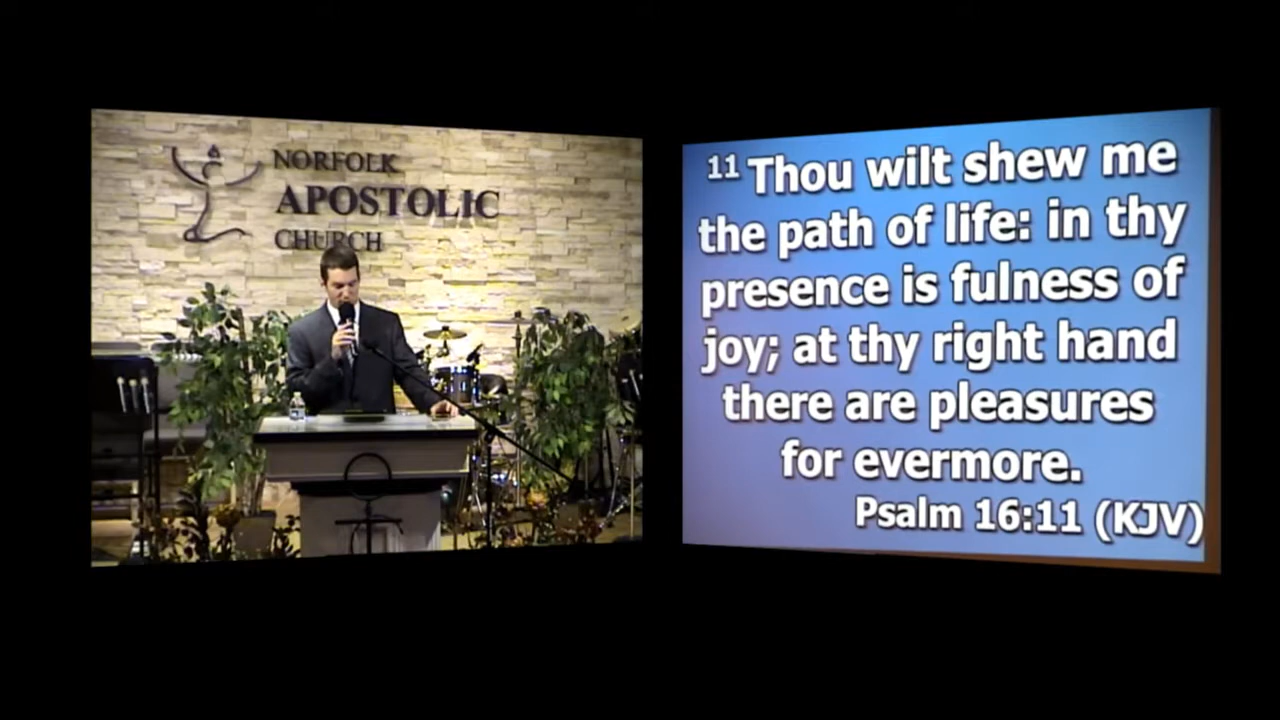 NORFOLK
APOSTOLIC
CHURCH
11 Thou wilt shew me
the path of life: in thy
presence is fulness of
joy; at thy right hand
there are pleasures
for evermore.
Psalm 16:11 (KJV)